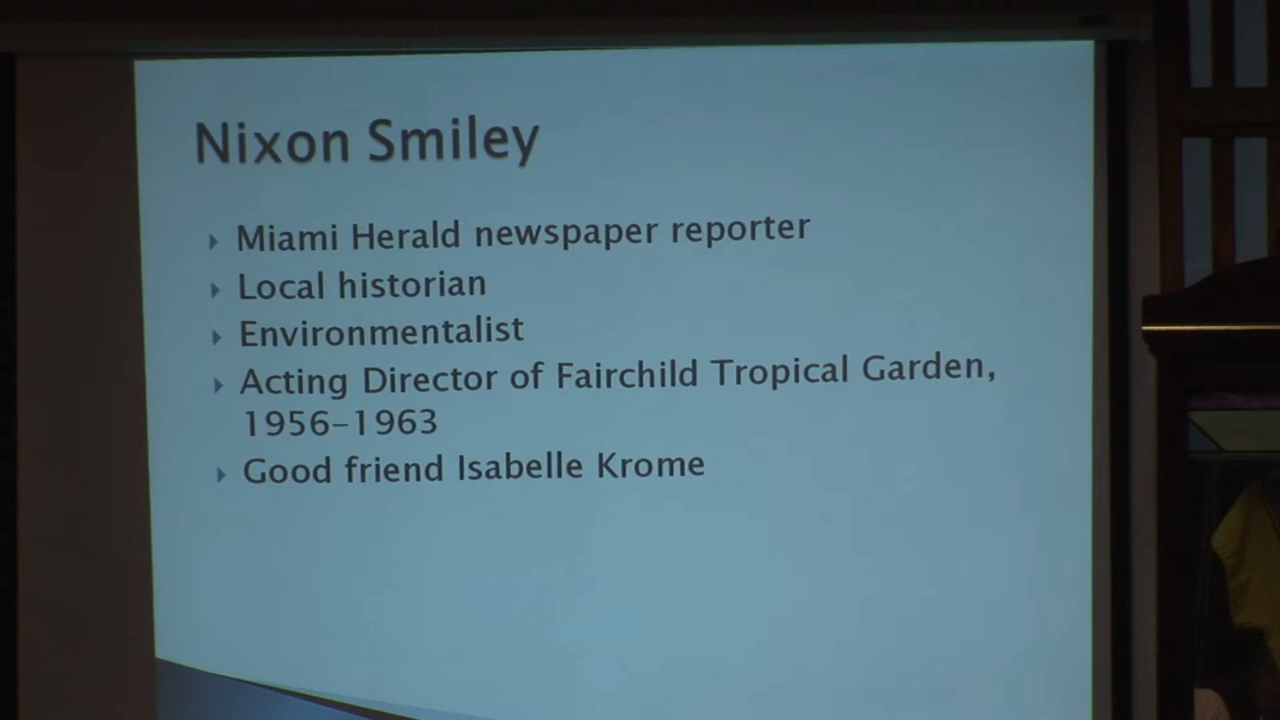 Nixon Smiley
Miami Herald newspaper reporter
Local historian
Environmentalist
Acting Director of Fairchild Tropical Garden,
1956-1963
Good friend Isabelle Krome